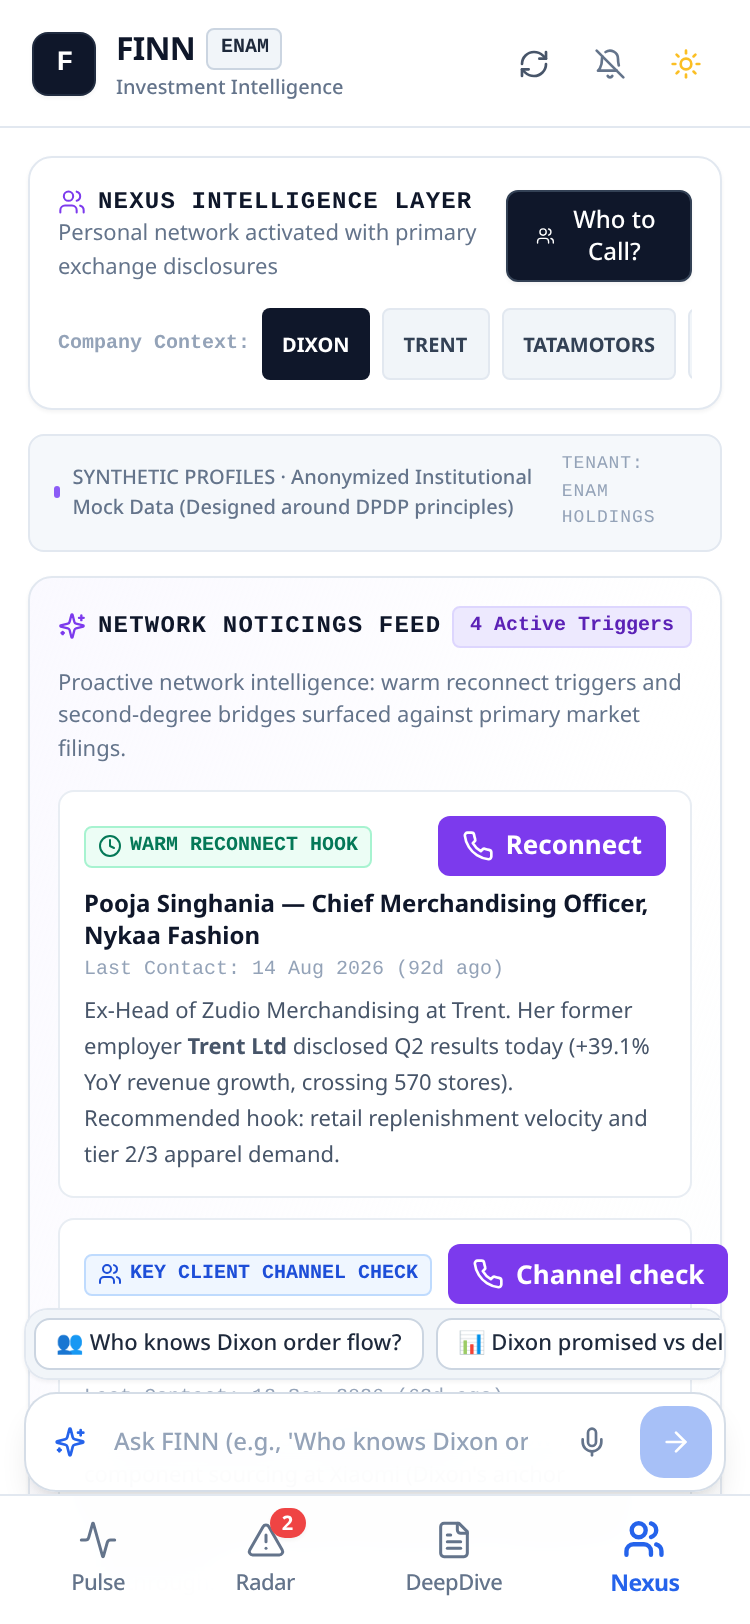 F
FINN ENAM
Investment Intelligence
NEXUS INTELLIGENCE LAYER
Personal network activated with primary
exchange disclosures
Who to
Call?
Company Context: DIXON TRENT TATAMOTORS
SYNTHETIC PROFILES · Anonymized Institutional
Mock Data (Designed around DPDP principles)
TENANT:
ENAM
HOLDINGS
NETWORK NOTICINGS FEED 4 Active Triggers
Proactive network intelligence: warm reconnect triggers and
second-degree bridges surfaced against primary market
filings.
WARM RECONNECT HOOK Reconnect
Pooja Singhania — Chief Merchandising Officer,
Nykaa Fashion
Last Contact: 14 Aug 2026 (92d ago)
Ex-Head of Zudio Merchandising at Trent. Her former
employer Trent Ltd disclosed Q2 results today (+39.1%
YoY revenue growth, crossing 570 stores).
Recommended hook: retail replenishment velocity and
tier 2/3 apparel demand.
KEY CLIENT CHANNEL CHECK Channel check
👥 Who knows Dixon order flow? 📊 Dixon promised vs del
Ask FINN (e.g., 'Who knows Dixon or
2
Pulse Radar DeepDive Nexus